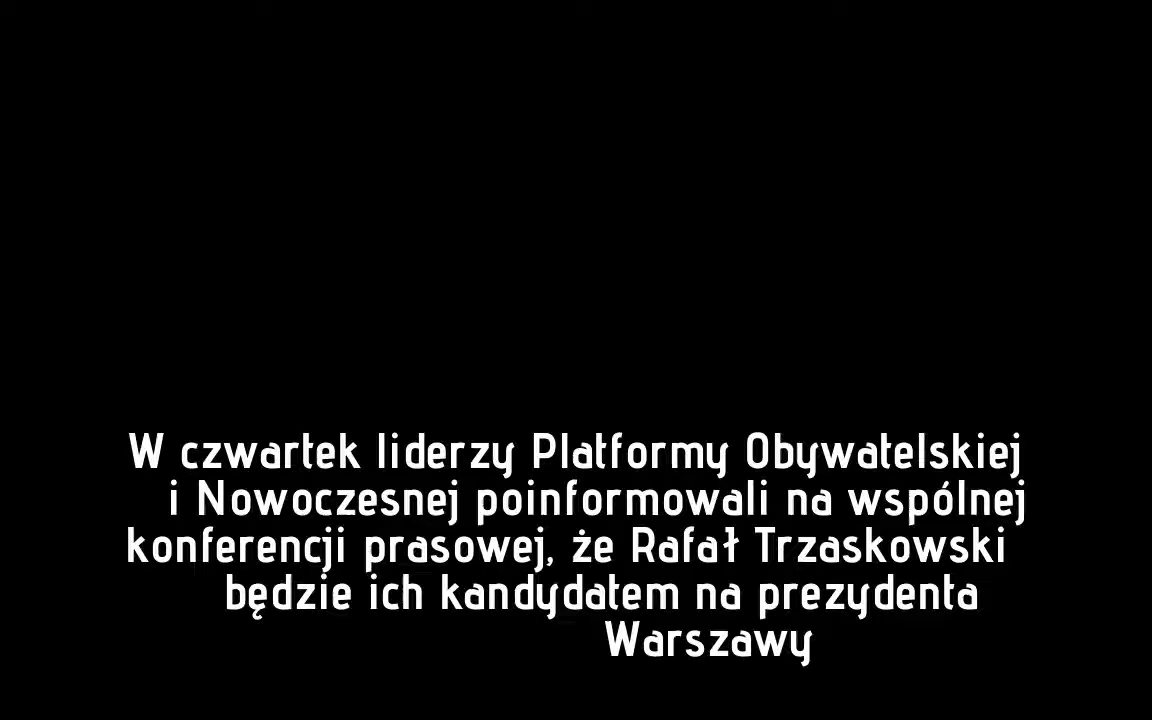 W czwartek liderzy Platformy Obywatelskiej
i Nowoczesnej poinformowali na wspólnej
konferencji prasowej, że Rafał Trzaskowski
będzie ich kandydatem na prezydenta
Warszawy